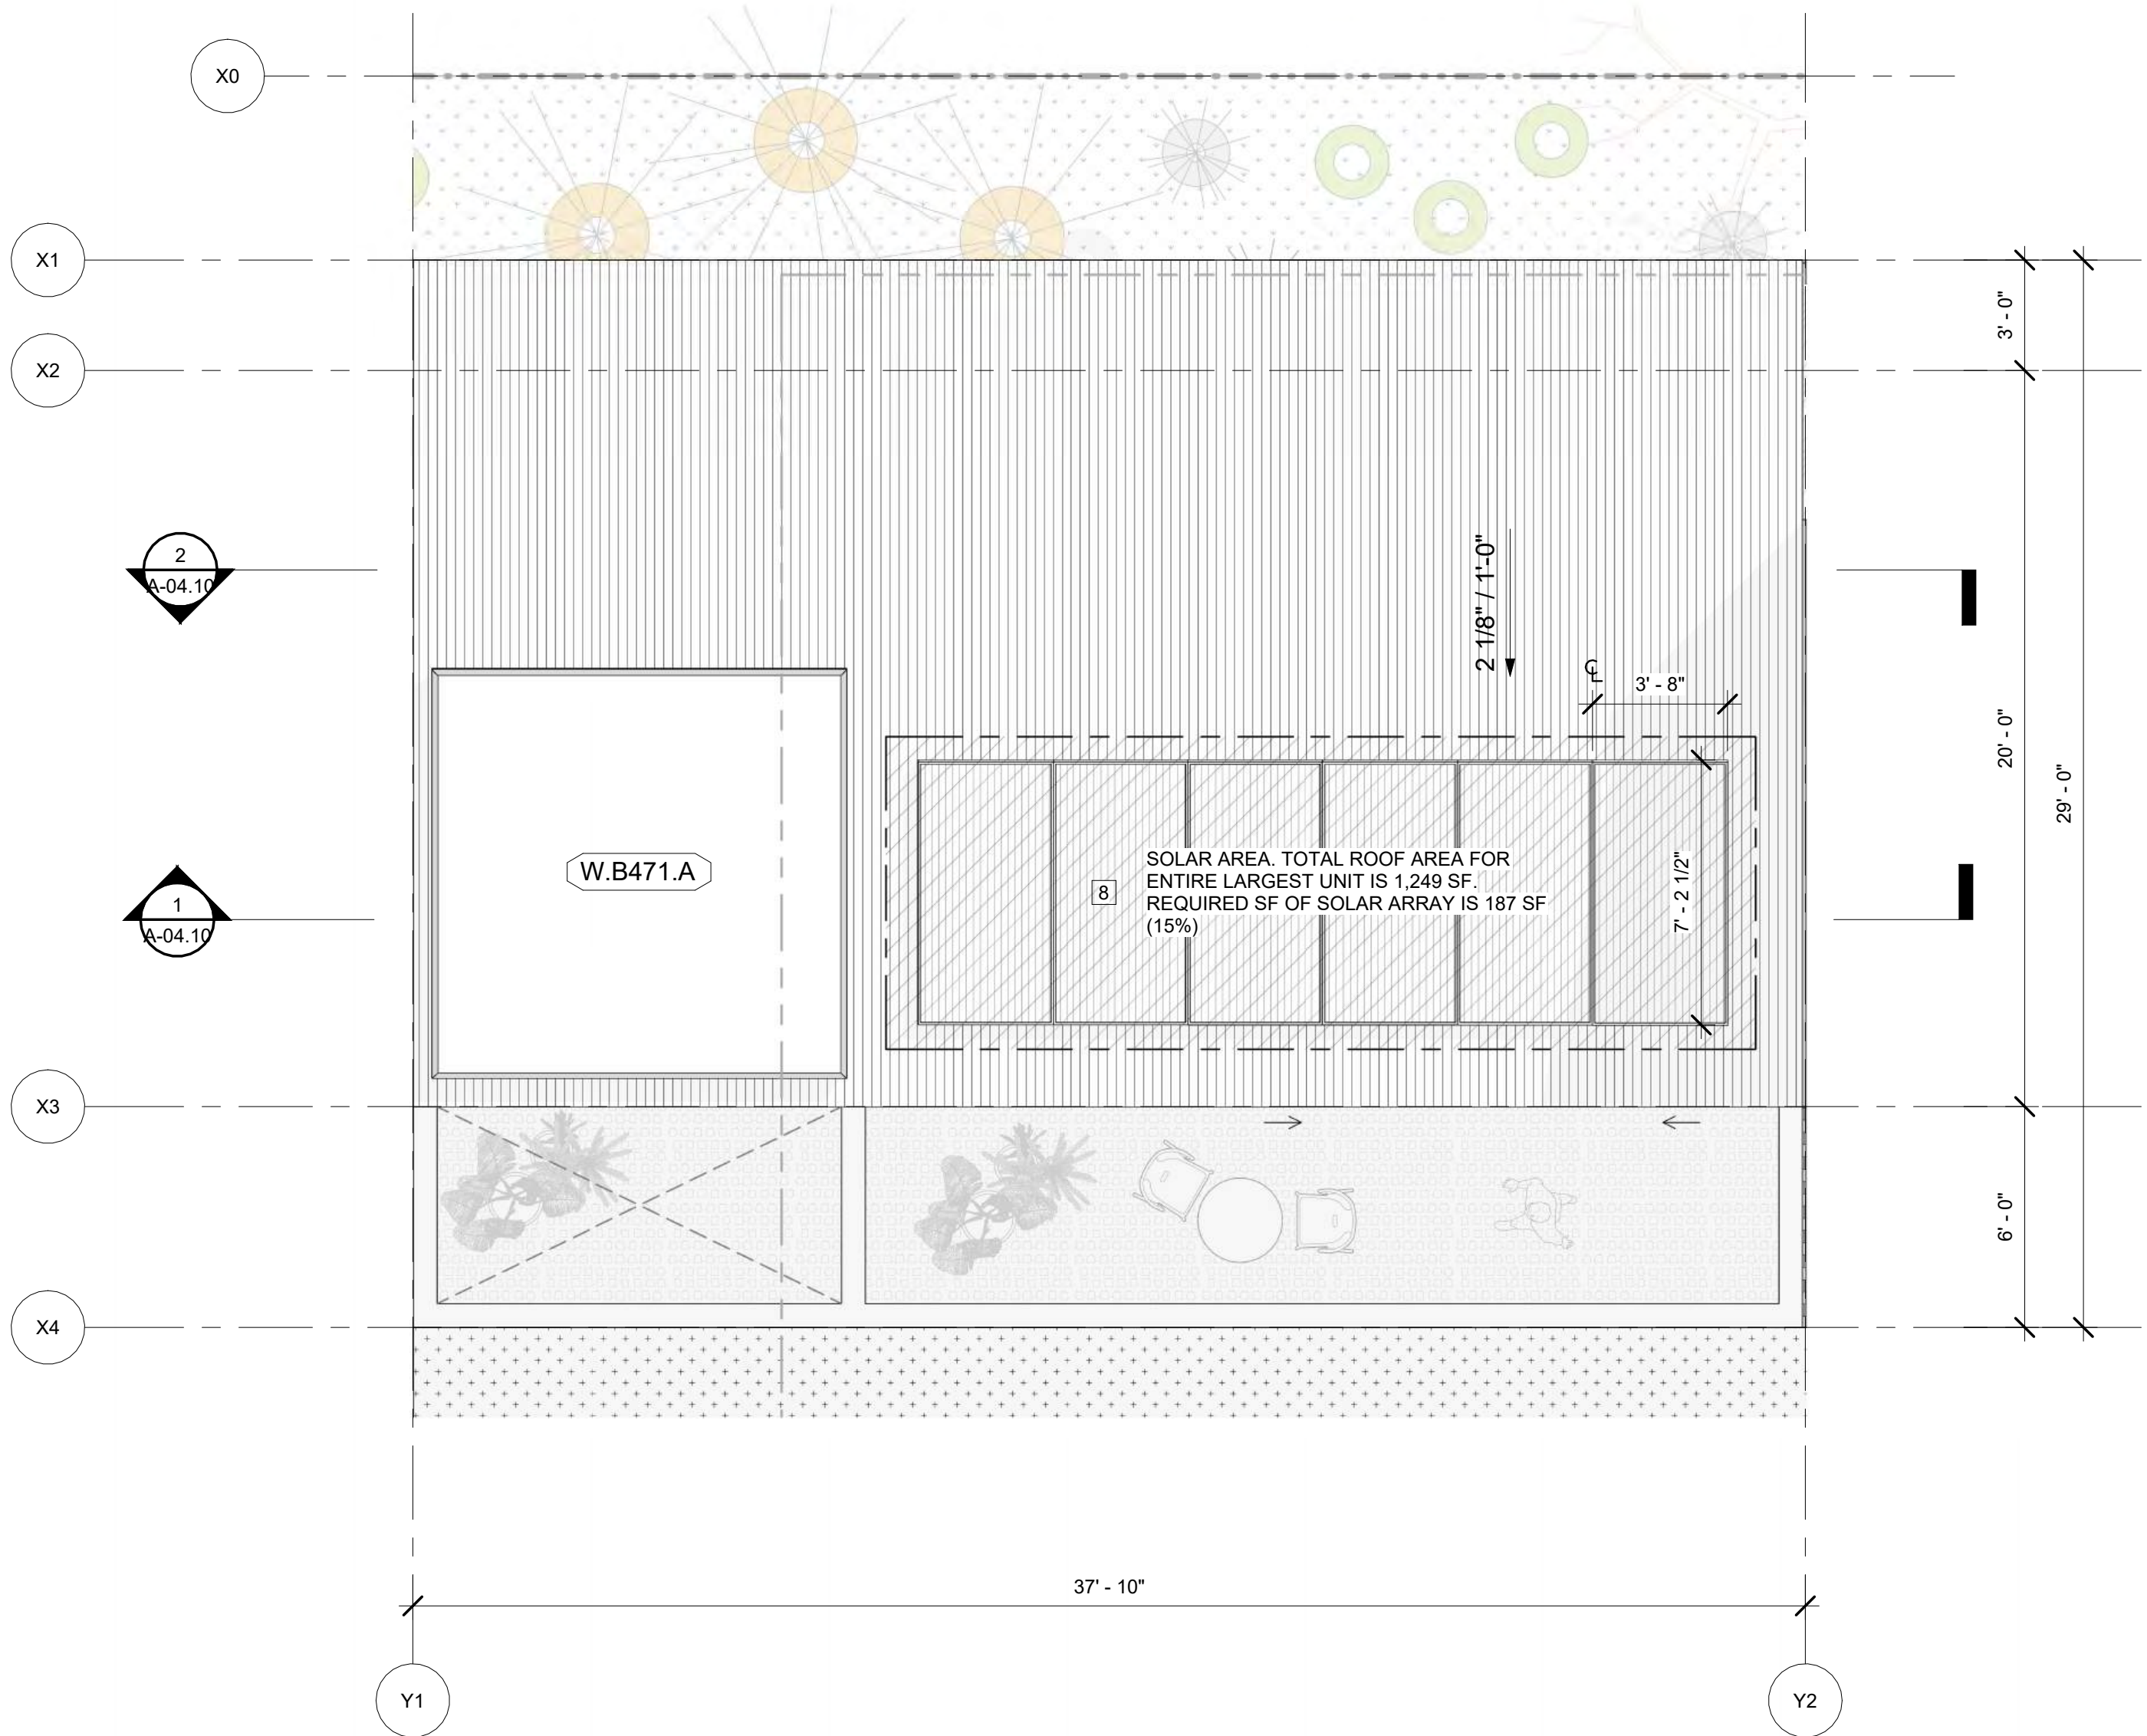 X0
X1
3' - 0"
X2
2
A-04.10
2 1/8" / 1'-0"
℄
3' - 8"
20' - 0"
29' - 0"
W.B471.A
8
SOLAR AREA. TOTAL ROOF AREA FOR
ENTIRE LARGEST UNIT IS 1,249 SF.
REQUIRED SF OF SOLAR ARRAY IS 187 SF
(15%)
7' - 2 1/2"
1
A-04.10
X3
6' - 0"
X4
37' - 10"
Y1
Y2